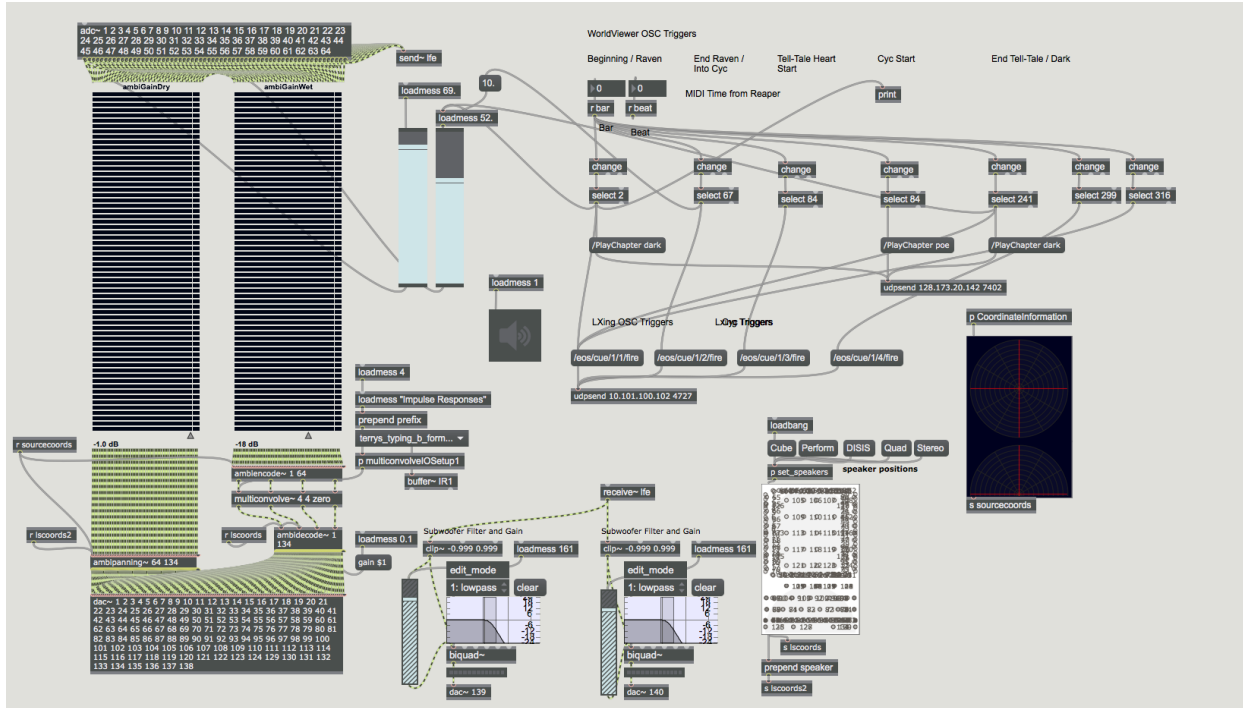 adc~ 1 2 3 4 5 6 7 8 9 10 11 12 13 14 15 16 17 18 19 20 21 22 23
24 25 26 27 28 29 30 31 32 33 34 35 36 37 38 39 40 41 42 43 44
45 46 47 48 49 50 51 52 53 54 55 56 57 58 59 60 61 62 63 64
send~ lfe
ambiGainDry
ambiGainWet
loadmess 69.
10.
loadmess 52.
WorldViewer OSC Triggers
Beginning / Raven
End Raven /
Into Cyc
Tell-Tale Heart
Start
Cyc Start
End Tell-Tale / Dark
0
0
MIDI Time from Reaper
print
r bar
r beat
Bar
Beat
change
change
change
change
change
change
change
select 2
select 67
select 84
select 84
select 241
select 299
select 316
/PlayChapter dark
/PlayChapter poe
/PlayChapter dark
udpsend 128.173.20.142 7402
loadmess 1
LXing OSC Triggers
p CoordinateInformation
/eos/cue/1/1/fire
/eos/cue/1/2/fire
/eos/cue/1/3/fire
/eos/cue/1/4/fire
udpsend 10.101.100.102 4727
loadmess 4
loadmess "Impulse Responses"
prepend prefix
terrys_typing_b_form...
p multiconvolveIOSetup1
buffer~ IR1
-1.0 dB
-18 dB
r sourcecoords
ambiencode~ 1 64
multiconvolve~ 4 4 zero
r lscoords2
r lscoords
ambidecode~ 1
134
ambipanning~ 64 134
loadmess 0.1
gain $1
dac~ 1 2 3 4 5 6 7 8 9 10 11 12 13 14 15 16 17 18 19 20 21
22 23 24 25 26 27 28 29 30 31 32 33 34 35 36 37 38 39 40 41
42 43 44 45 46 47 48 49 50 51 52 53 54 55 56 57 58 59 60 61
62 63 64 65 66 67 68 69 70 71 72 73 74 75 76 77 78 79 80 81
82 83 84 85 86 87 88 89 90 91 92 93 94 95 96 97 98 99 100
101 102 103 104 105 106 107 108 109 110 111 112 113 114
115 116 117 118 119 120 121 122 123 124 129 130 131 132
133 134 135 136 137 138
receive~ lfe
Subwoofer Filter and Gain
clip~ -0.999 0.999
loadmess 161
edit_mode
1: lowpass
clear
biquad~
dac~ 139
Subwoofer Filter and Gain
clip~ -0.999 0.999
loadmess 161
edit_mode
1: lowpass
clear
biquad~
dac~ 140
loadbang
Cube
Perform
DISIS
Quad
Stereo
p set_speakers
speaker positions
s sourcecoords
s lscoords
prepend speaker
s lscoords2